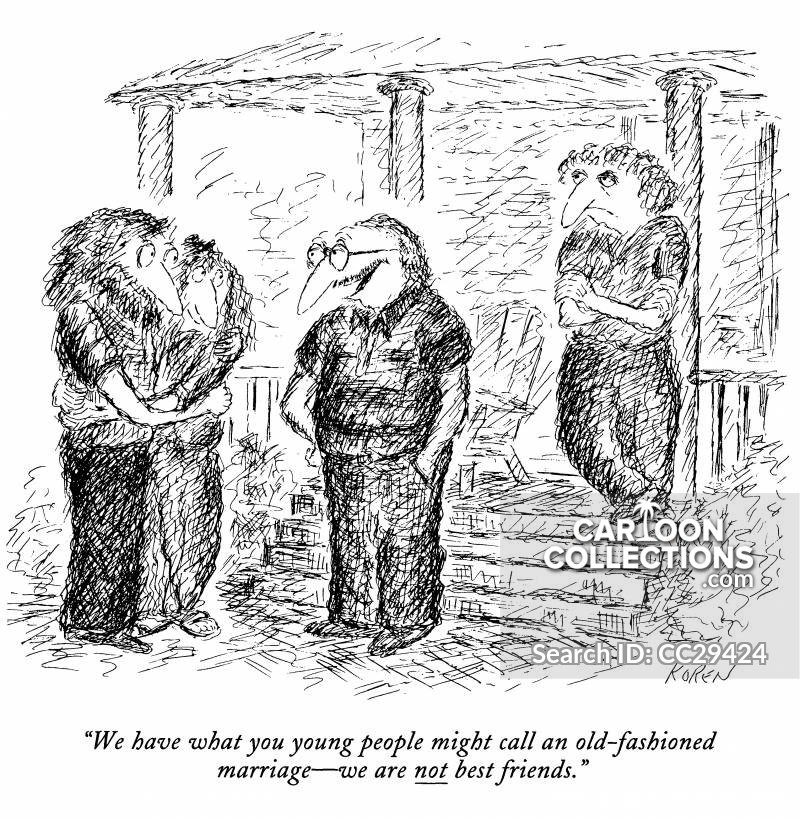 CARTOON
COLLECTIONS
.com
Search ID: CC29424
KOREN
“We have what you young people might call an old-fashioned
marriage—we are not best friends.”